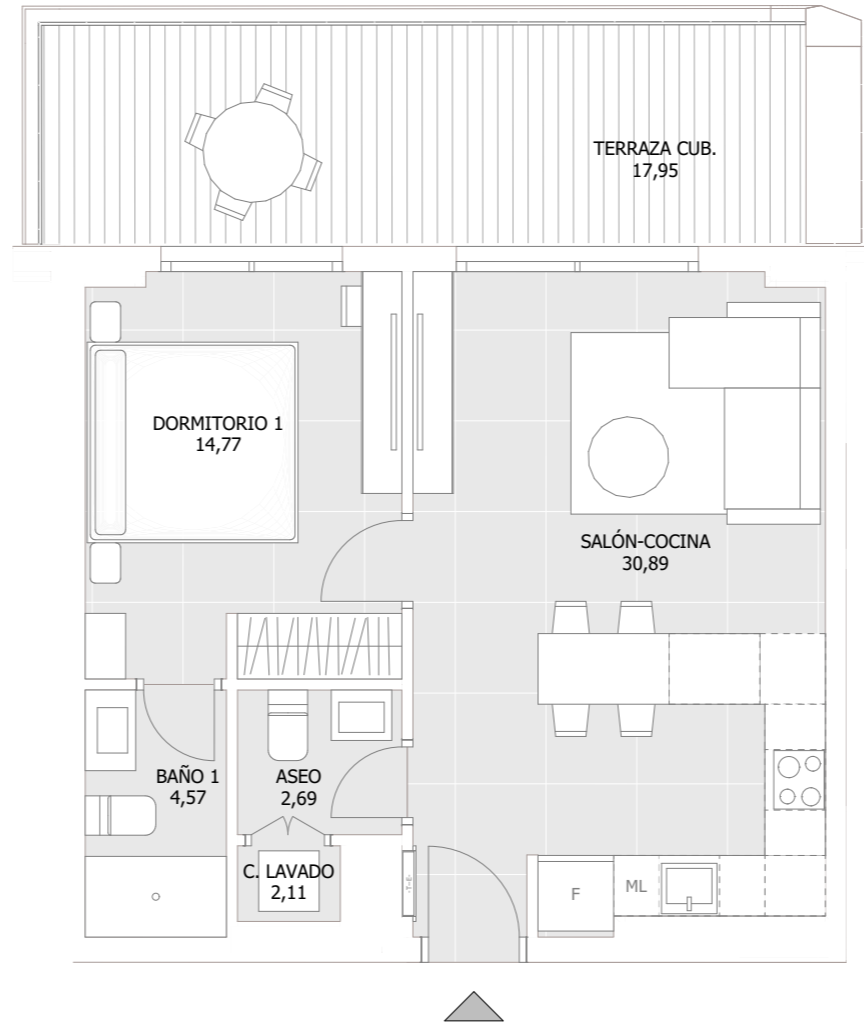 TERRAZA CUB.
17,95
DORMITORIO 1
14,77
SALÓN-COCINA
30,89
BAÑO 1
4,57
ASEO
2,69
C. LAVADO
2,11
-T-E-
F
ML